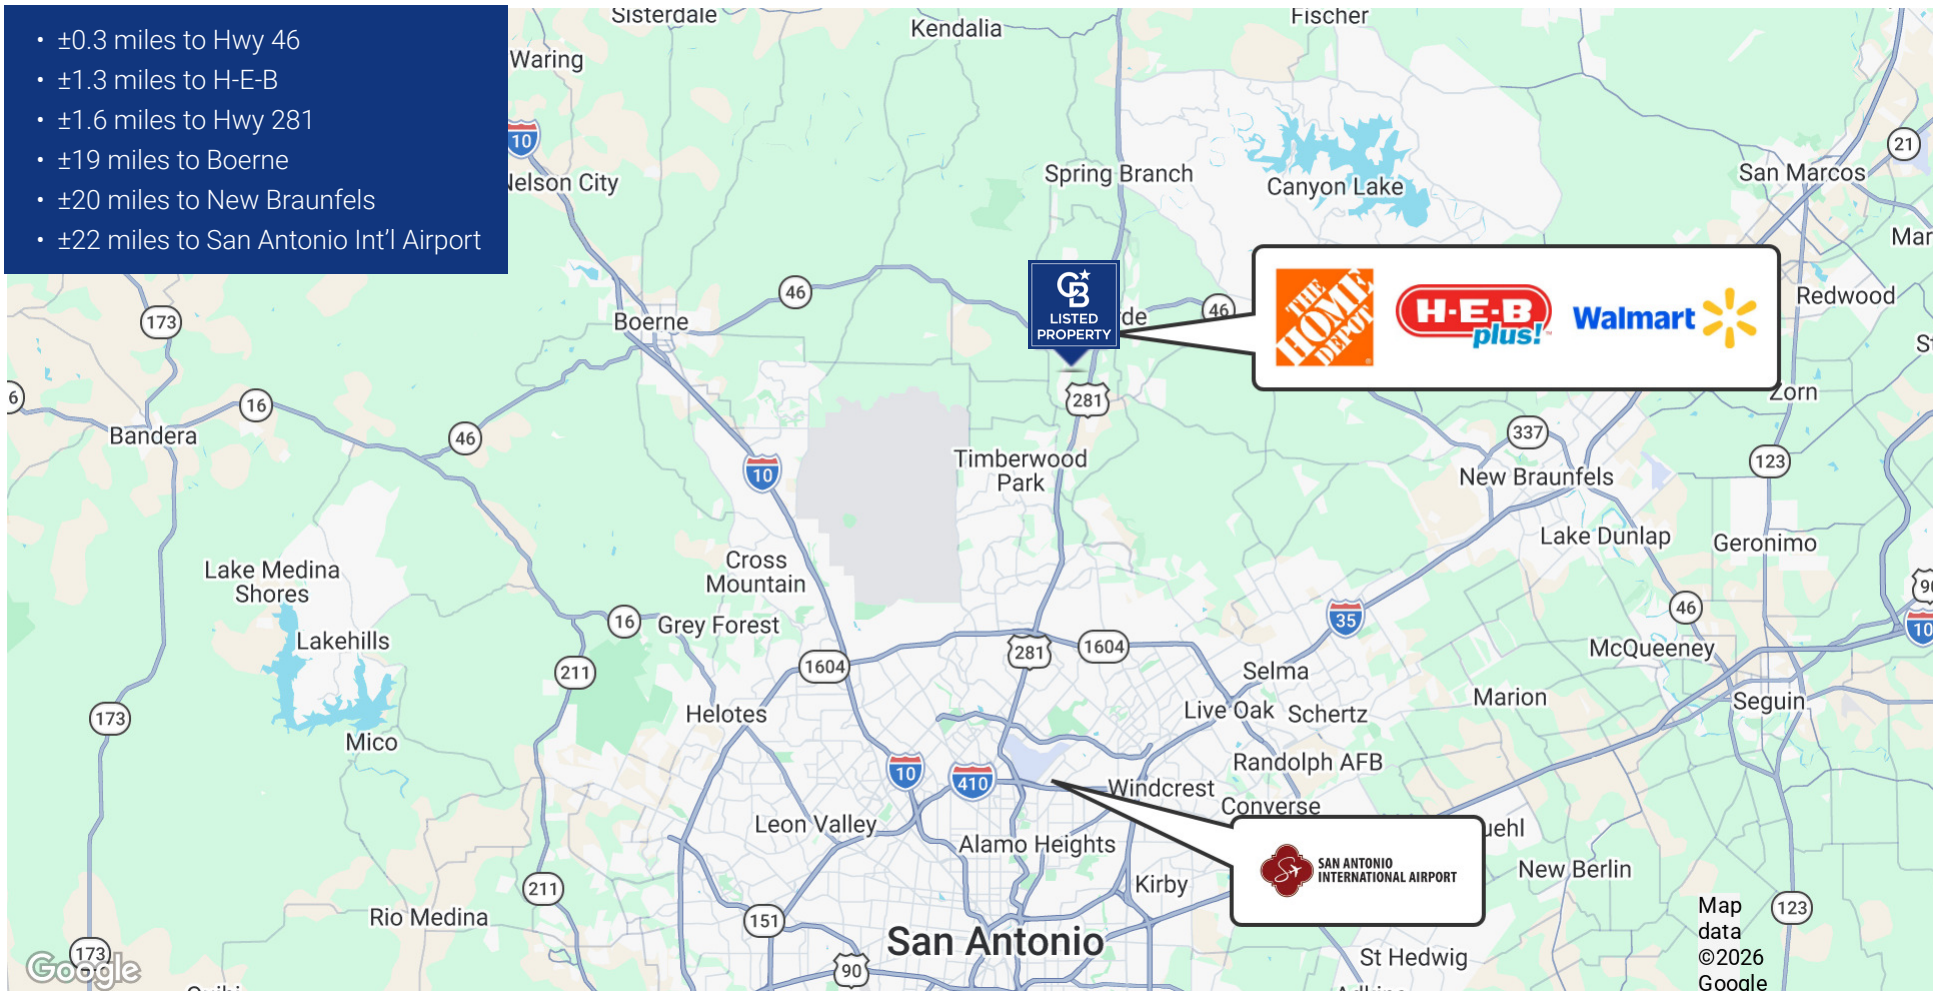 • ±0.3 miles to Hwy 46
• ±1.3 miles to H-E-B
• ±1.6 miles to Hwy 281
• ±19 miles to Boerne
• ±20 miles to New Braunfels
• ±22 miles to San Antonio Int'l Airport
Sisterdale
Kendalia
Fischer
Waring
10
Nelson City
Spring Branch
Canyon Lake
21
San Marcos
173
46
Boerne
CB
LISTED
PROPERTY
46
THE
HOME
DEPOT
H-E-B
plus!
Walmart
Redwood
Zorn
16
281
Bandera
46
337
10
Timberwood
Park
123
New Braunfels
Lake Dunlap
Geronimo
Cross
Mountain
Lake Medina
Shores
Lakehills
16
Grey Forest
35
46
10
281
1604
1604
McQueeney
211
Selma
Marion
Seguin
173
Helotes
Live Oak
Schertz
Mico
10
410
Randolph AFB
Windcrest
Converse
Leon Valley
Alamo Heights
SAN ANTONIO
INTERNATIONAL AIRPORT
New Berlin
211
Kirby
Rio Medina
151
Map
data
©2026
Google
123
173
San Antonio
90
St Hedwig
Google